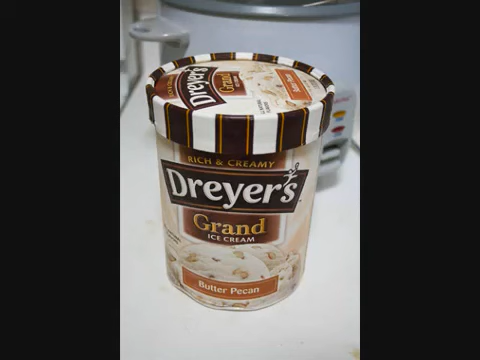 Dreyer's
Grand
Butter Pecan
RICH & CREAMY
Dreyer's
Grand
ICE CREAM
Butter Pecan